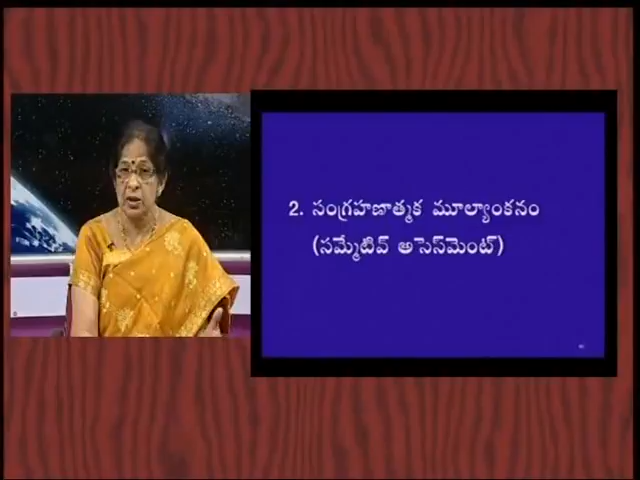 2. సంగ్రహణాత్మక మూల్యాంకనం
(సమ్మేటివ్ అసెస్‌మెంట్)